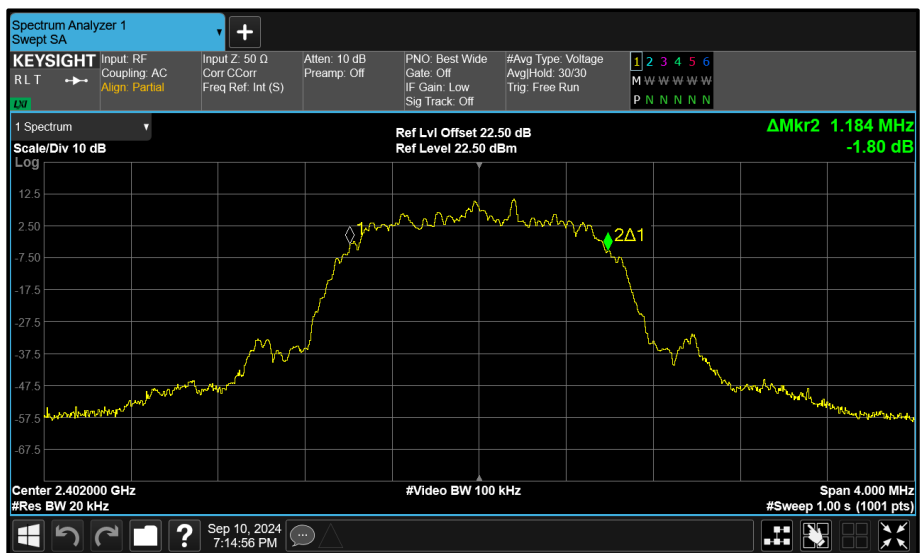 Spectrum Analyzer 1
Swept SA
KEYSIGHT
R L T
LXI
Input: RF
Coupling: AC
Align: Partial
Input Z: 50 Ω
Corr CCorr
Freq Ref: Int (S)
Atten: 10 dB
Preamp: Off
PNO: Best Wide
Gate: Off
IF Gain: Low
Sig Track: Off
#Avg Type: Voltage
Avg|Hold: 30/30
Trig: Free Run
1 2 3 4 5 6
M W W W W W
P N N N N N
1 Spectrum
Scale/Div 10 dB
Log
Ref Lvl Offset 22.50 dB
Ref Level 22.50 dBm
ΔMkr2 1.184 MHz
-1.80 dB
12.5
2.50
-7.50
-17.5
-27.5
-37.5
-47.5
-57.5
-67.5
1
2Δ1
Center 2.402000 GHz
#Res BW 20 kHz
#Video BW 100 kHz
Span 4.000 MHz
#Sweep 1.00 s (1001 pts)
?
Sep 10, 2024
7:14:56 PM